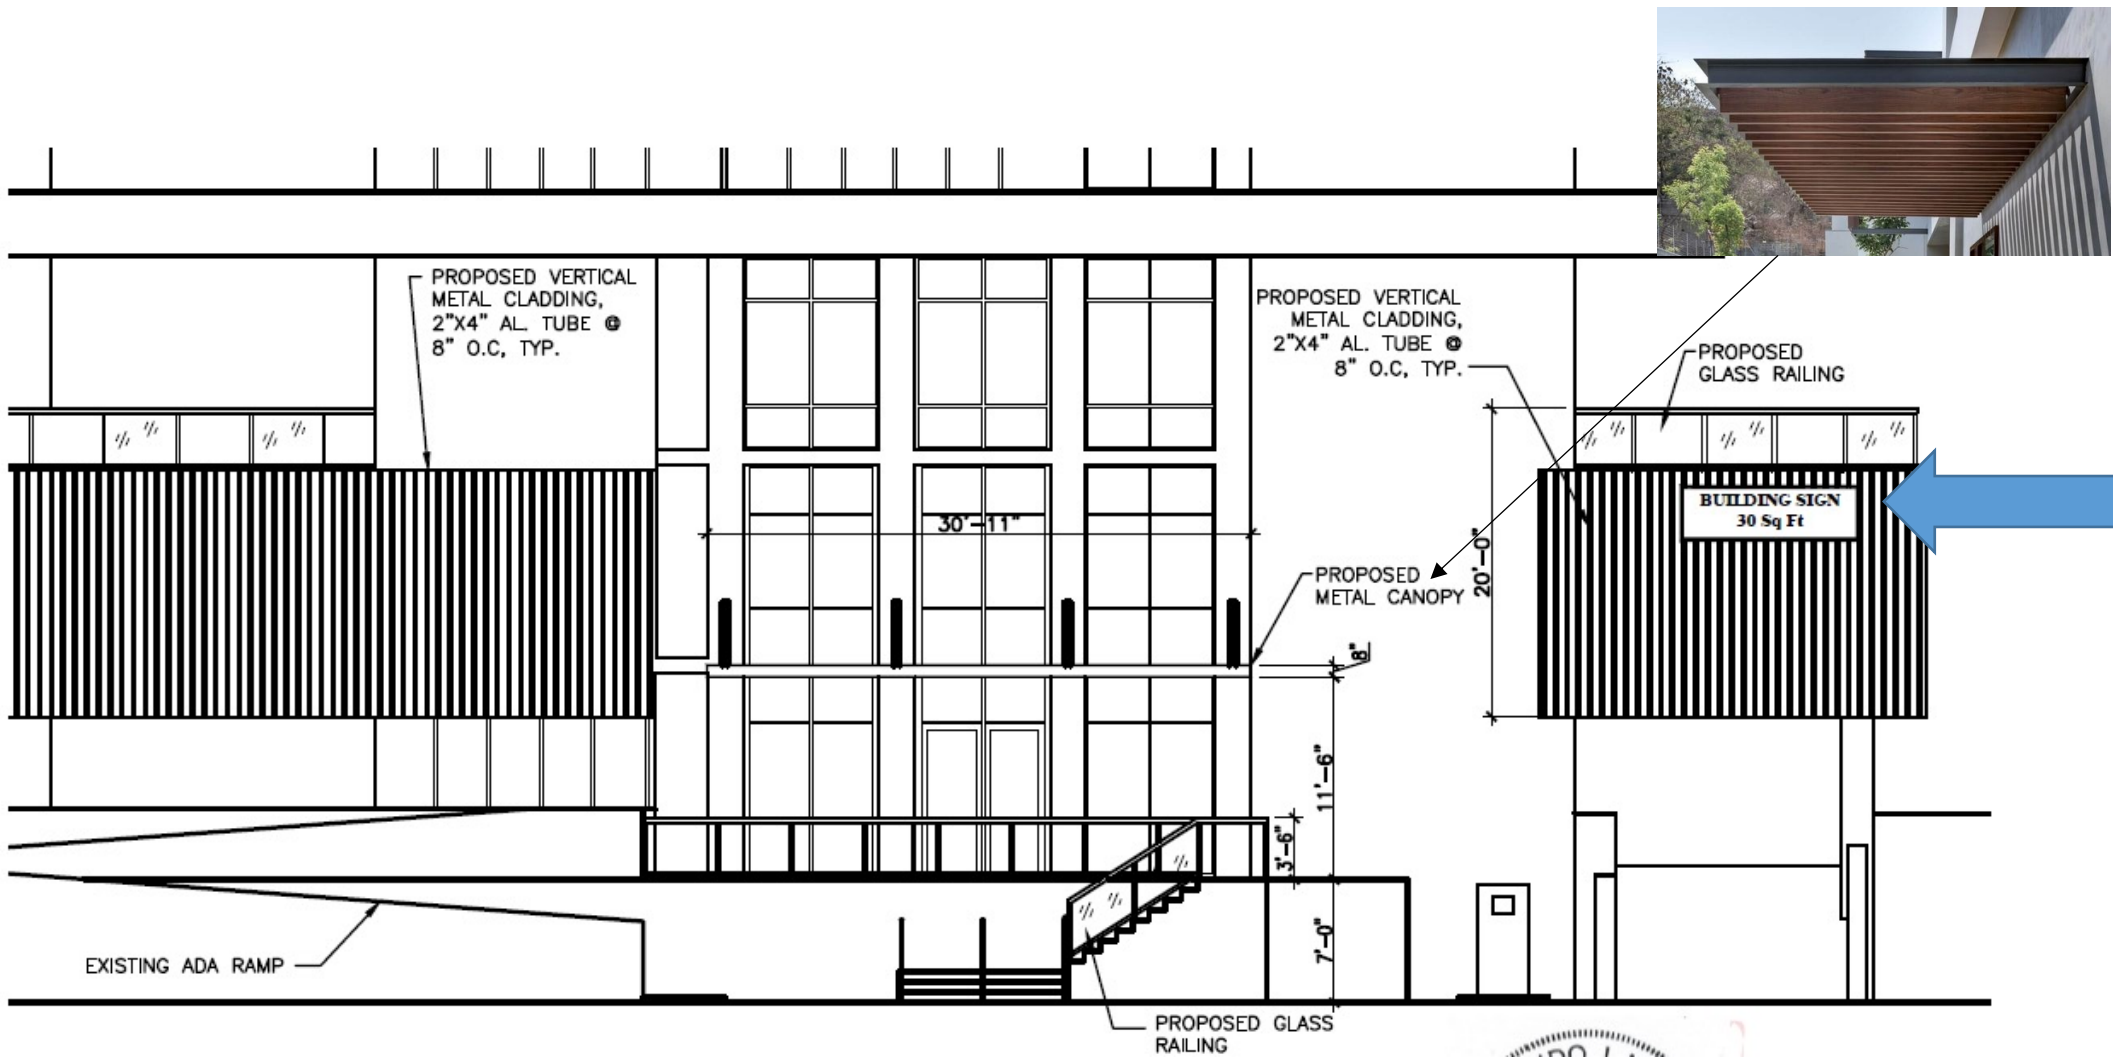 PROPOSED VERTICAL
METAL CLADDING,
2"X4" AL. TUBE @
8" O.C, TYP.
PROPOSED VERTICAL
METAL CLADDING,
2"X4" AL. TUBE @
8" O.C, TYP.
PROPOSED
GLASS RAILING
BUILDING SIGN
30 Sq Ft
30'-11"
20'-0"
PROPOSED
METAL CANOPY
8"
11'-6"
3'-6"
7'-0"
EXISTING ADA RAMP
PROPOSED GLASS
RAILING